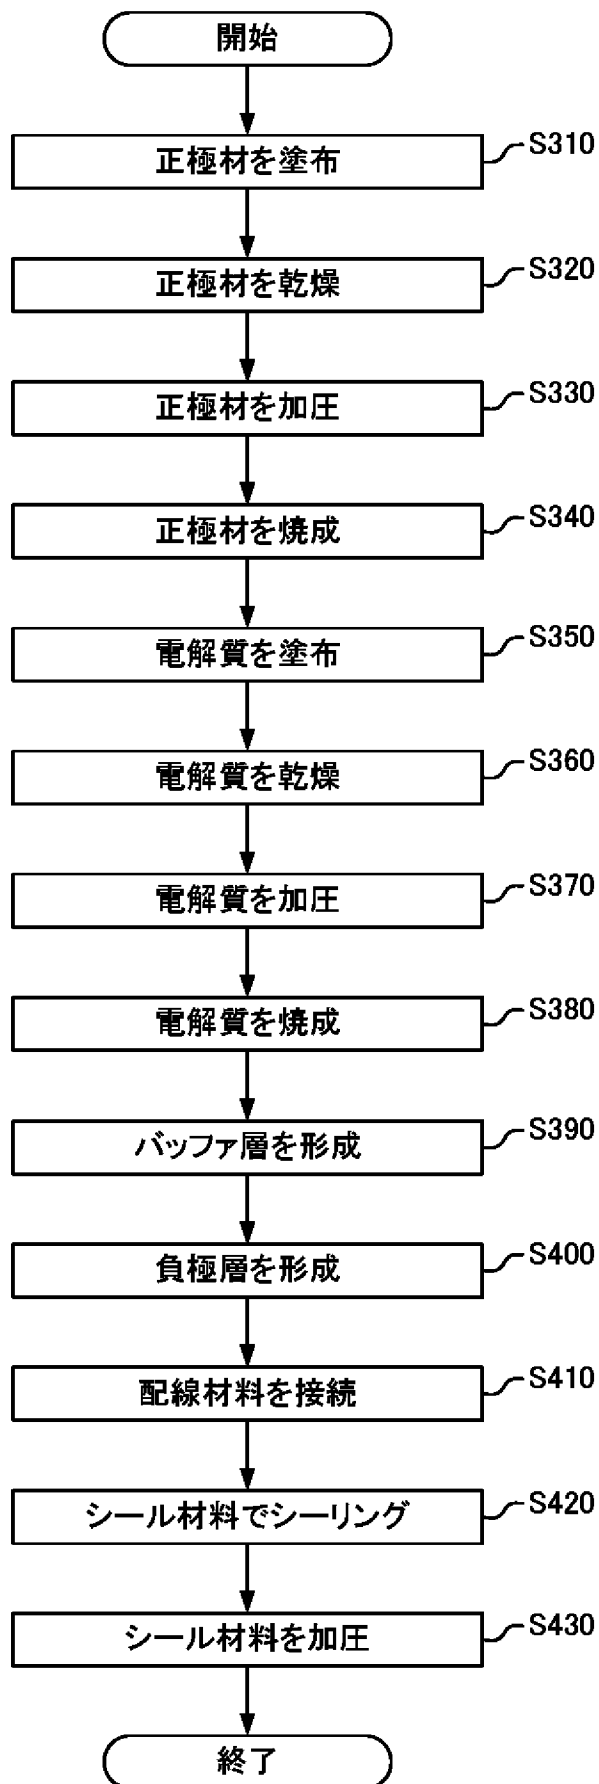 開始
正極材を塗布
S310
正極材を乾燥
S320
正極材を加圧
S330
正極材を焼成
S340
電解質を塗布
S350
電解質を乾燥
S360
電解質を加圧
S370
電解質を焼成
S380
バッファ層を形成
S390
負極層を形成
S400
配線材料を接続
S410
シール材料でシーリング
S420
シール材料を加圧
S430
終了